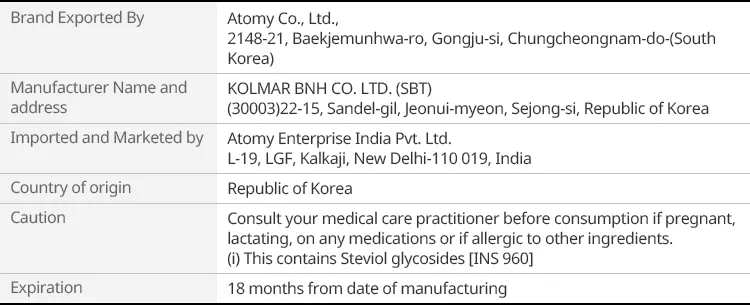 Brand Exported By
Atomy Co., Ltd.,
2148-21, Baekjemunhwa-ro, Gongju-si, Chungcheongnam-do-(South
Korea)
Manufacturer Name and
address
KOLMAR BNH CO. LTD. (SBT)
(30003)22-15, Sandel-gil, Jeonui-myeon, Sejong-si, Republic of Korea
Imported and Marketed by
Atomy Enterprise India Pvt. Ltd.
L-19, LGF, Kalkaji, New Delhi-110 019, India
Country of origin
Republic of Korea
Caution
Consult your medical care practitioner before consumption if pregnant,
lactating, on any medications or if allergic to other ingredients.
(i) This contains Steviol glycosides [INS 960]
Expiration
18 months from date of manufacturing